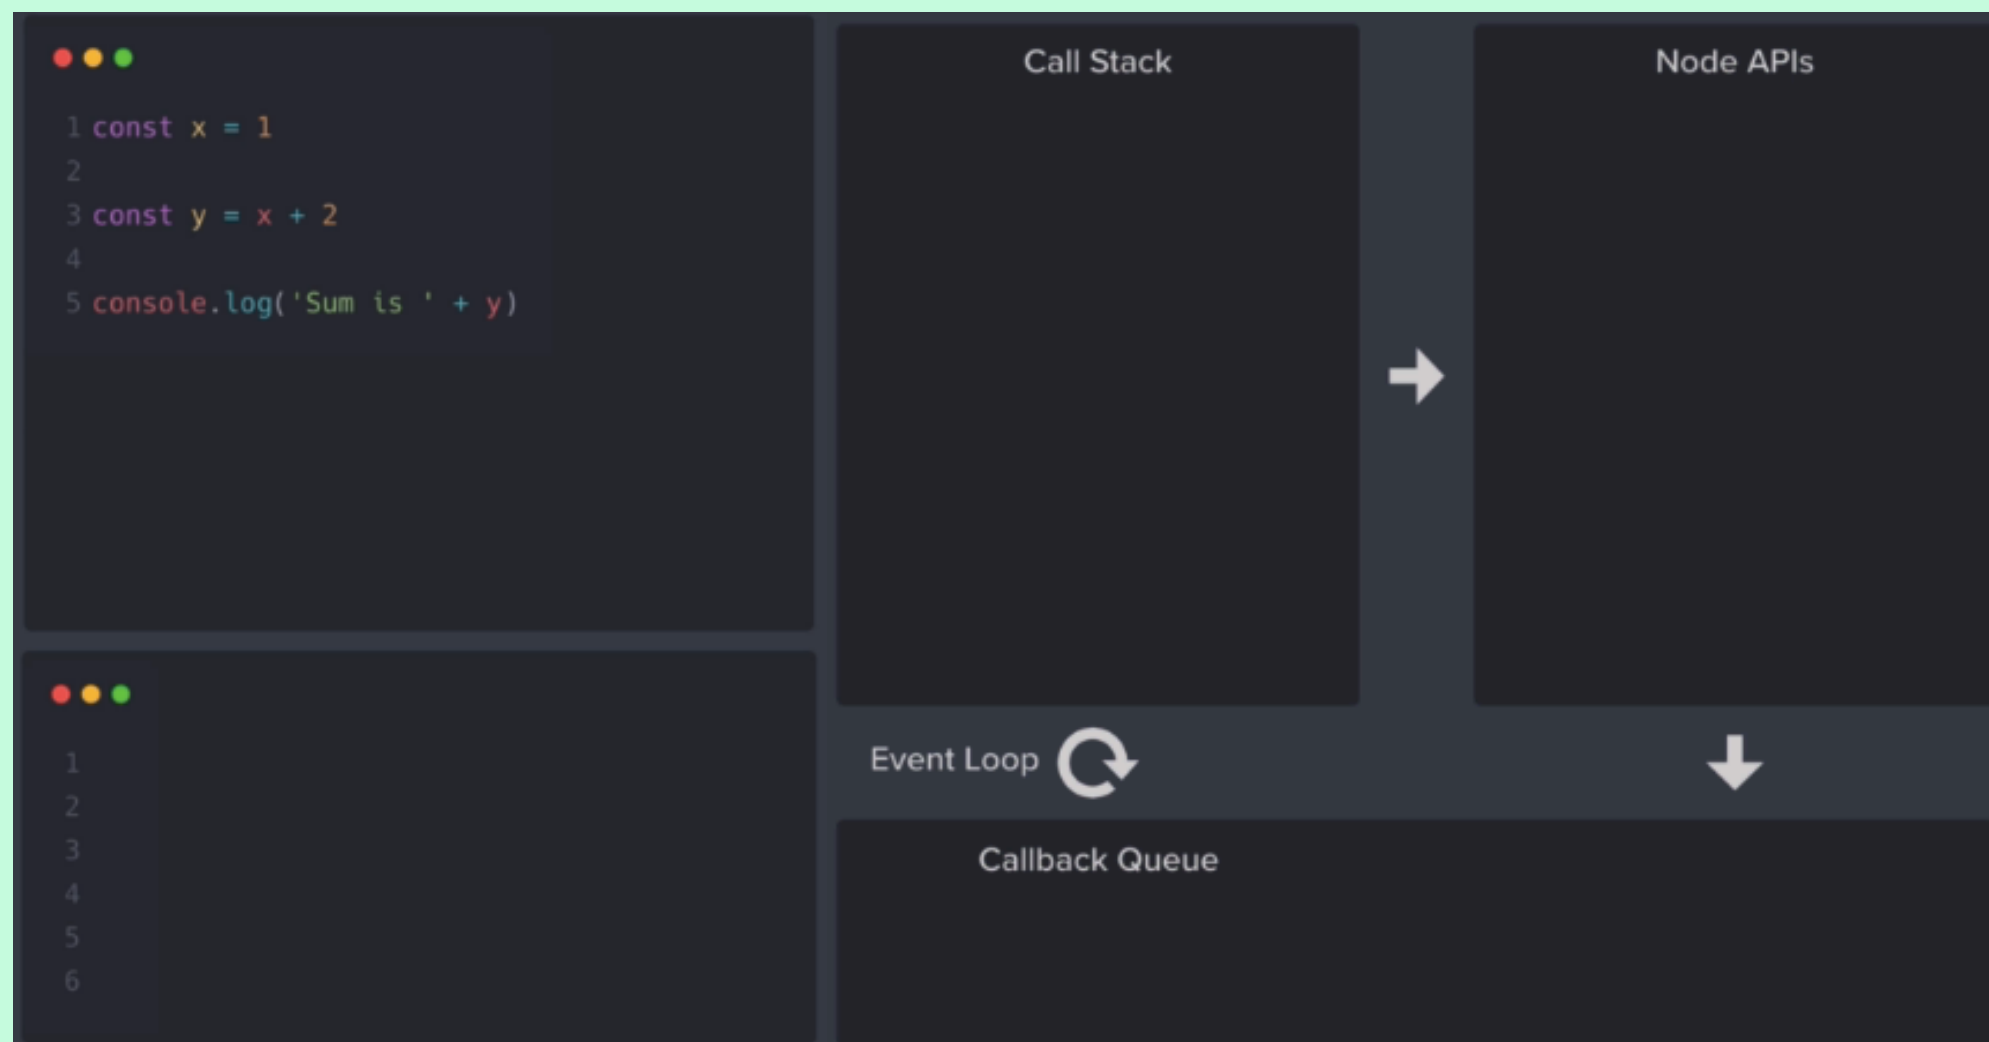 1 const x = 1
2
3 const y = x + 2
4
5 console.log('Sum is ' + y)
1
2
3
4
5
6
Call Stack
Node APIs
Event Loop
Callback Queue